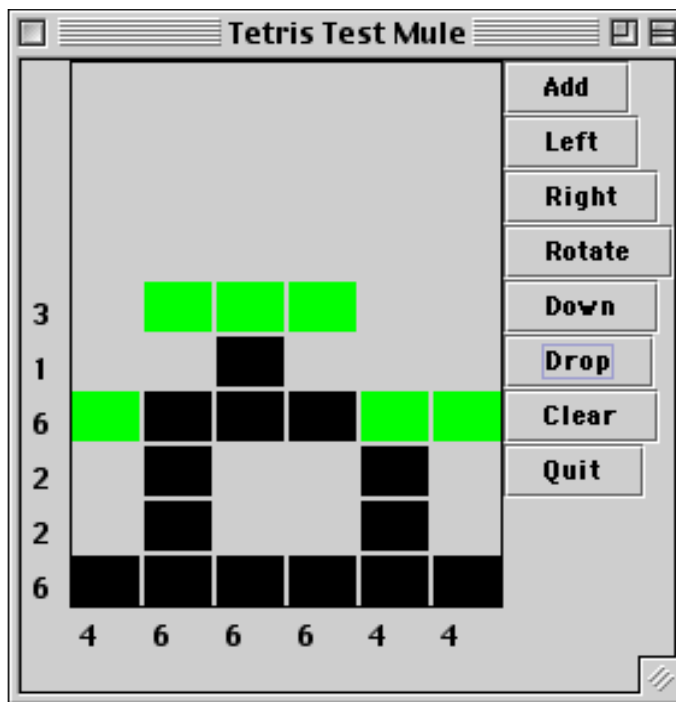 Tetris Test Mule
Add
Left
Right
Rotate
3
Down
1
Drop
6
Clear
2
Quit
2
6
4 6 6 6 4 4